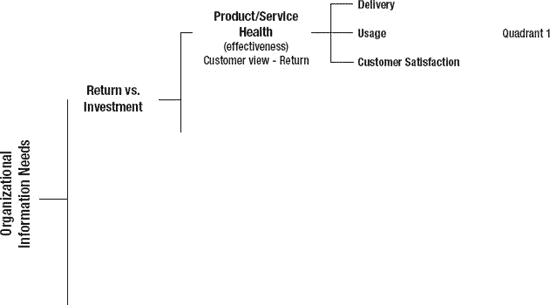 Delivery
Product/Service
Health
(effectiveness)
Customer view - Return
Usage
Quadrant 1
Customer Satisfaction
Return vs.
Investment
Organizational
Information Needs